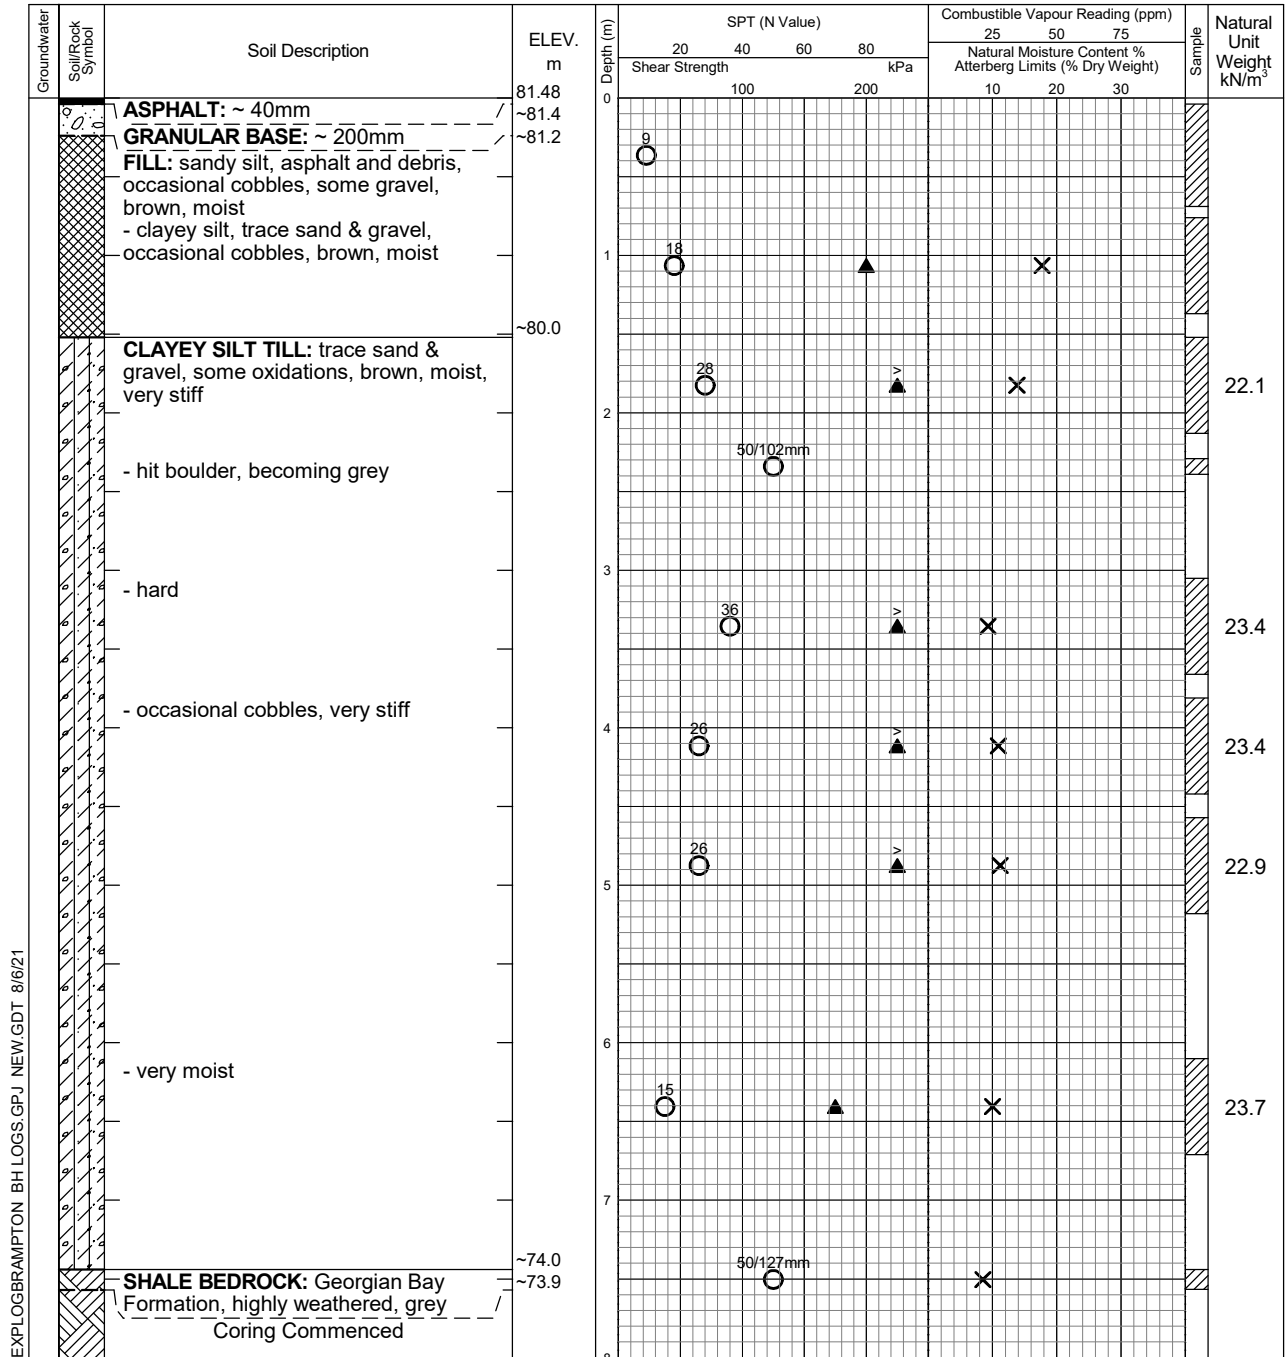 Groundwater
Soil/Rock
Symbol
Soil Description
ELEV.
m
Depth (m)
SPT (N Value)
20 40 60 80
Shear Strength kPa
100 200
Combustible Vapour Reading (ppm)
25 50 75
Natural Moisture Content %
Atterberg Limits (% Dry Weight)
10 20 30
Sample
Natural
Unit
Weight
kN/m³
81.48
0
ASPHALT: ~ 40mm
~81.4
GRANULAR BASE: ~ 200mm
~81.2
9
FILL: sandy silt, asphalt and debris,
occasional cobbles, some gravel,
brown, moist
- clayey silt, trace sand & gravel,
occasional cobbles, brown, moist
18
1
~80.0
CLAYEY SILT TILL: trace sand &
gravel, some oxidations, brown, moist,
very stiff
28 >
22.1
2
50/102mm
- hit boulder, becoming grey
3
- hard
36 >
23.4
- occasional cobbles, very stiff
4
26 >
23.4
26 >
22.9
5
6
- very moist
15
23.7
7
~74.0
50/127mm
SHALE BEDROCK: Georgian Bay
~73.9
Formation, highly weathered, grey
Coring Commenced
8
EXPLOGBRAMPTON BH LOGS.GPJ NEW.GDT 8/6/21